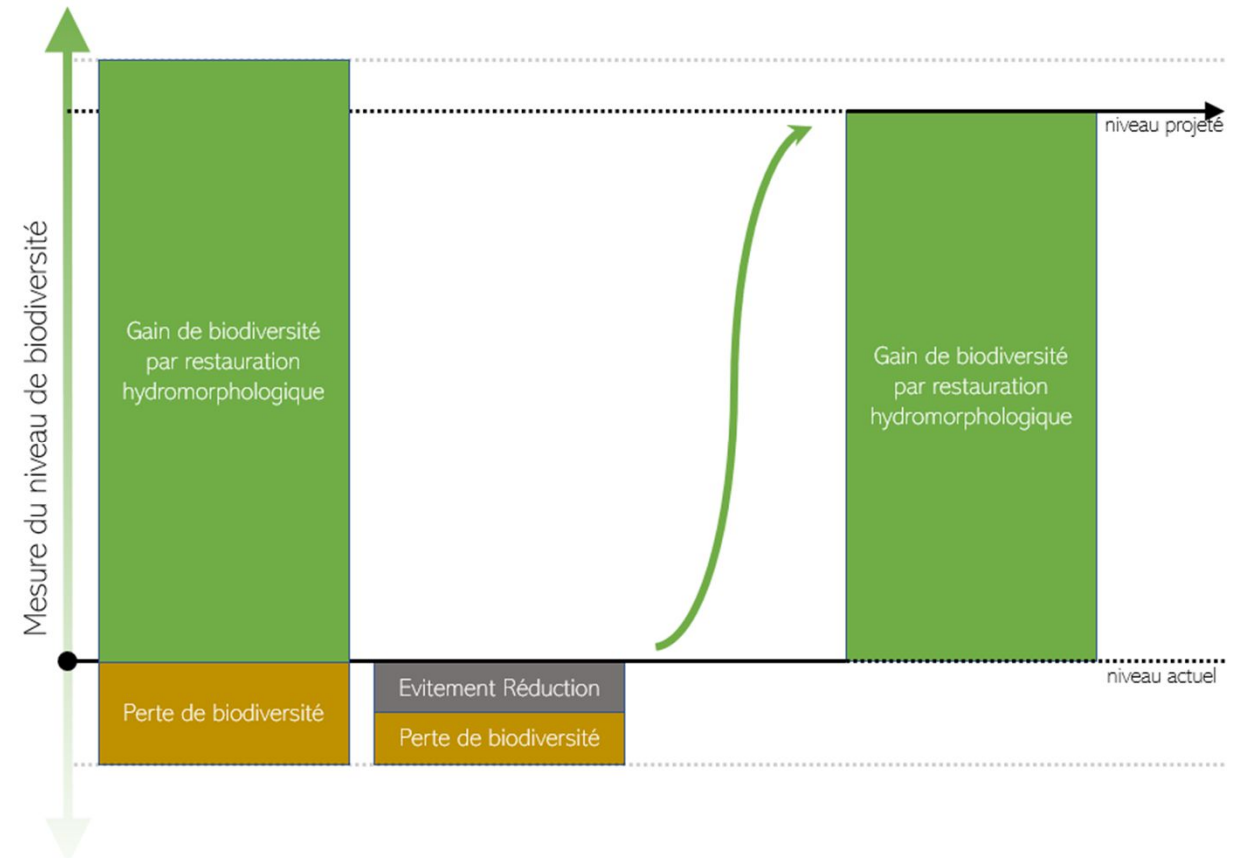 Mesure du niveau de biodiversité
niveau projeté
Gain de biodiversité
par restauration
hydromorphologique
Gain de biodiversité
par restauration
hydromorphologique
niveau actuel
Perte de biodiversité
Evitement Réduction
Perte de biodiversité